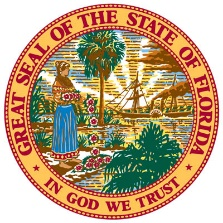 GREAT SEAL OF THE STATE OF FLORIDA
IN GOD WE TRUST